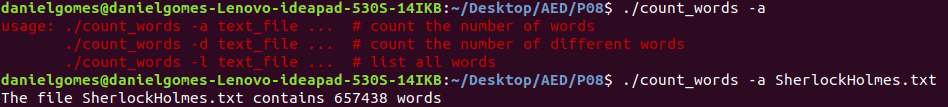 danielgomes@danielgomes-Lenovo-ideapad-530S-14IKB:~/Desktop/AED/P08$ ./count_words -a
usage: ./count_words -a text_file ...  # count the number of words
       ./count_words -d text_file ...  # count the number of different words
       ./count_words -l text_file ...  # list all words
danielgomes@danielgomes-Lenovo-ideapad-530S-14IKB:~/Desktop/AED/P08$ ./count_words -a SherlockHolmes.txt
The file SherlockHolmes.txt contains 657438 words